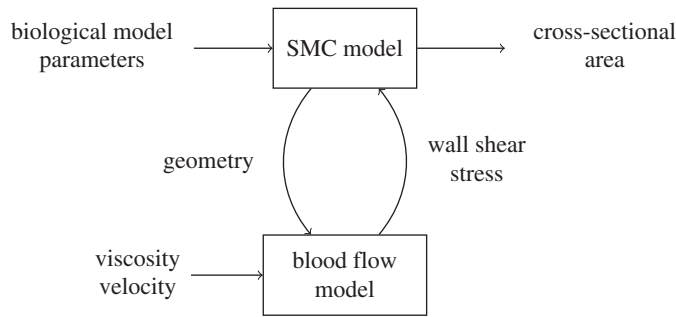 biological model
parameters
SMC model
cross-sectional
area
geometry
wall shear
stress
viscosity
velocity
blood flow
model